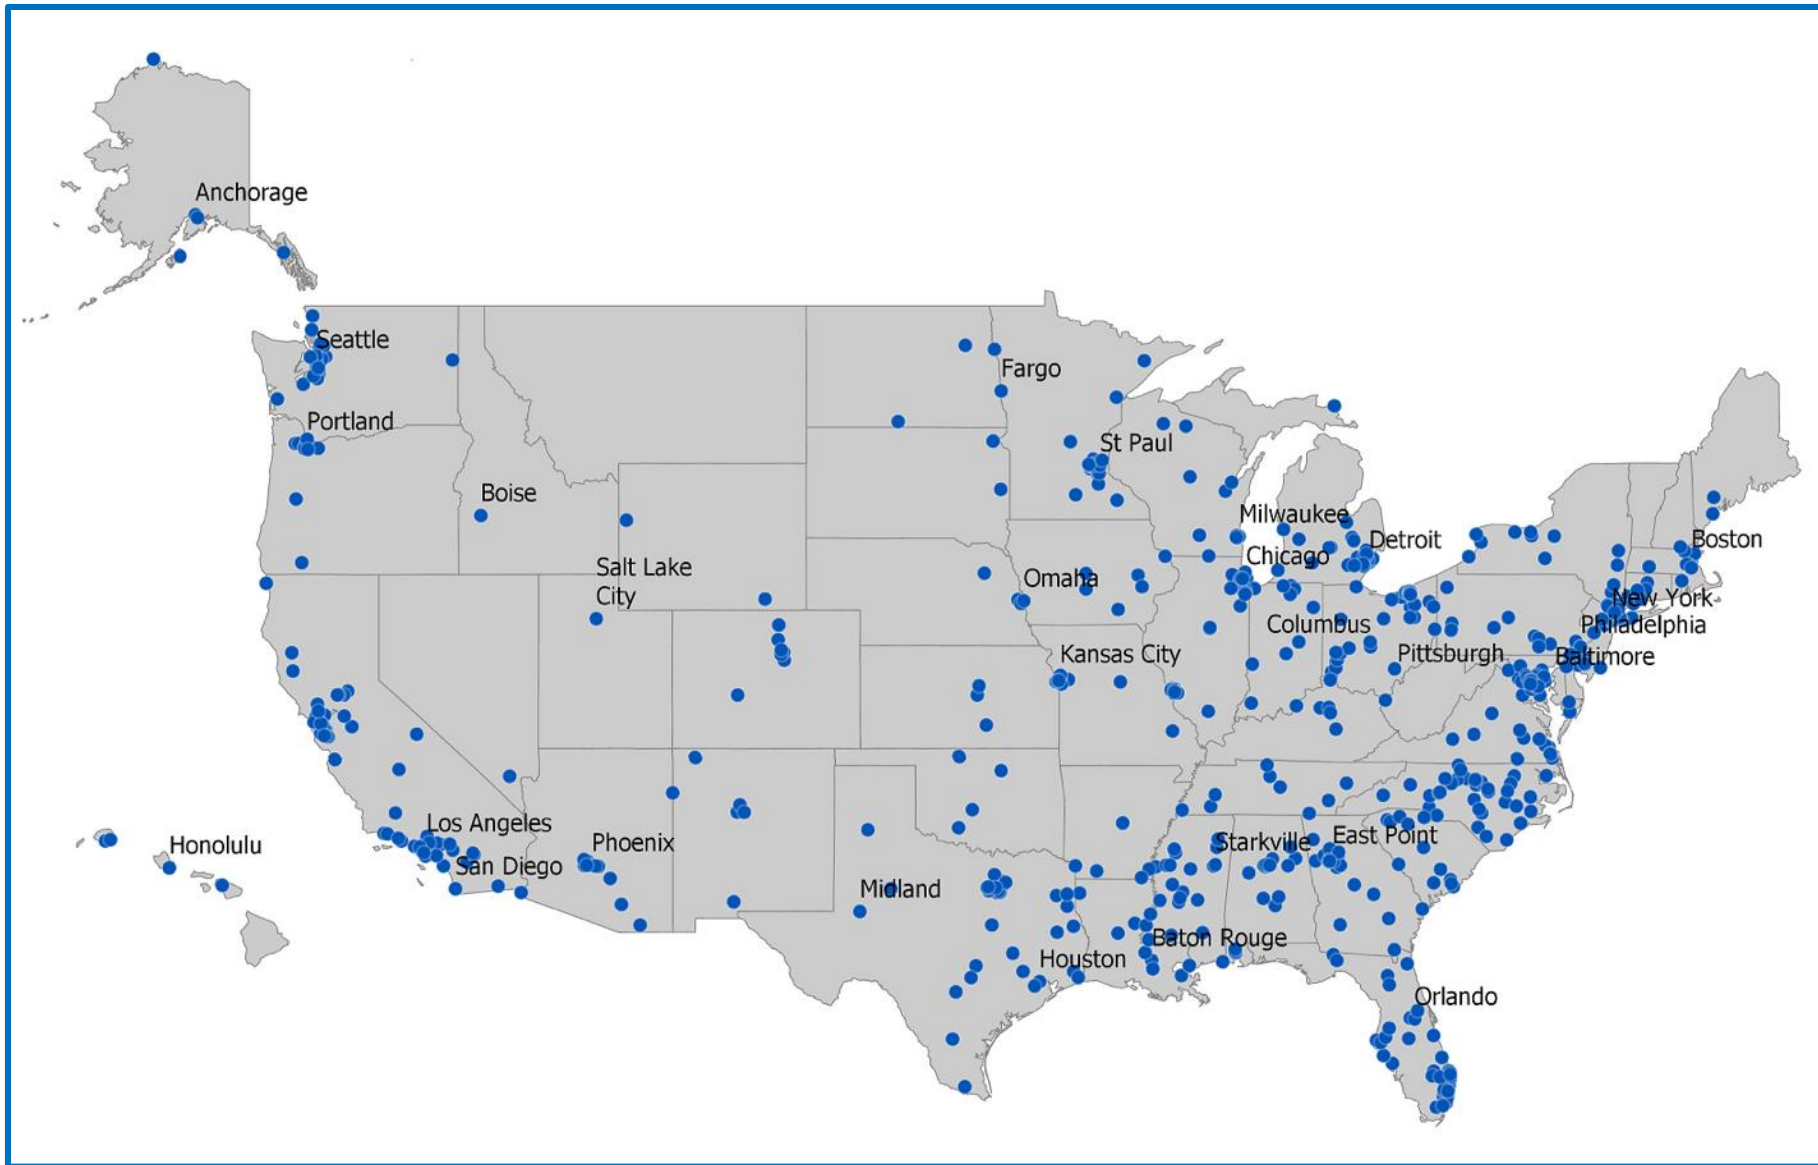 Anchorage
Seattle
Fargo
Portland
St Paul
Boise
Milwaukee
Detroit
Boston
Chicago
Salt Lake
City
Omaha
New York
Columbus
Philadelphia
Kansas City
Pittsburgh
Baltimore
Los Angeles
Honolulu
Phoenix
Starkville
East Point
San Diego
Midland
Baton Rouge
Houston
Orlando